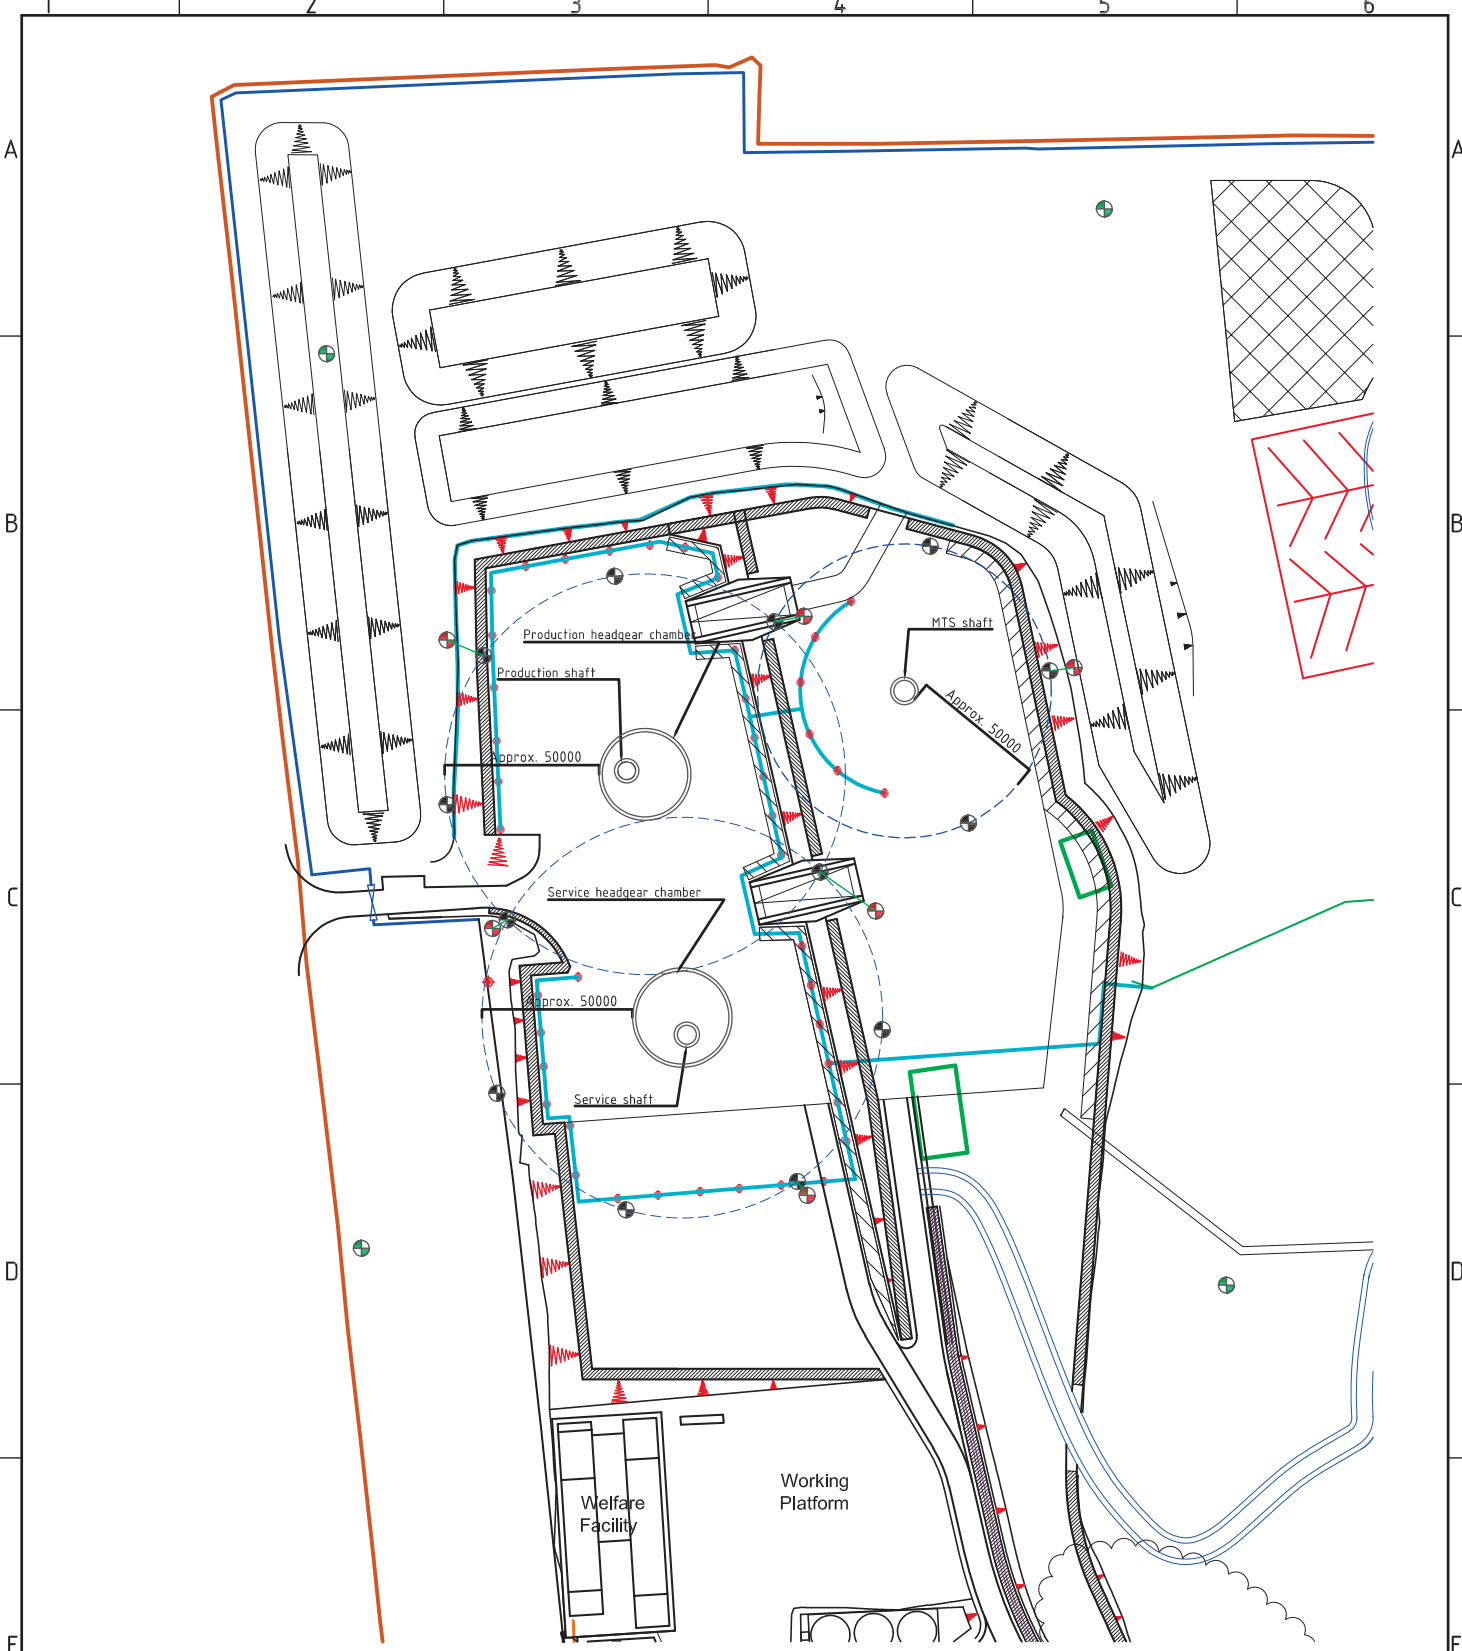 1 2 3 4 5 6
A A
B B
MTS shaft
Production headgear chamber
Production shaft
Approx. 50000
Approx. 50000
C C
Service headgear chamber
Approx. 50000
Service shaft
D D
Working
Platform
Welfare
Facility